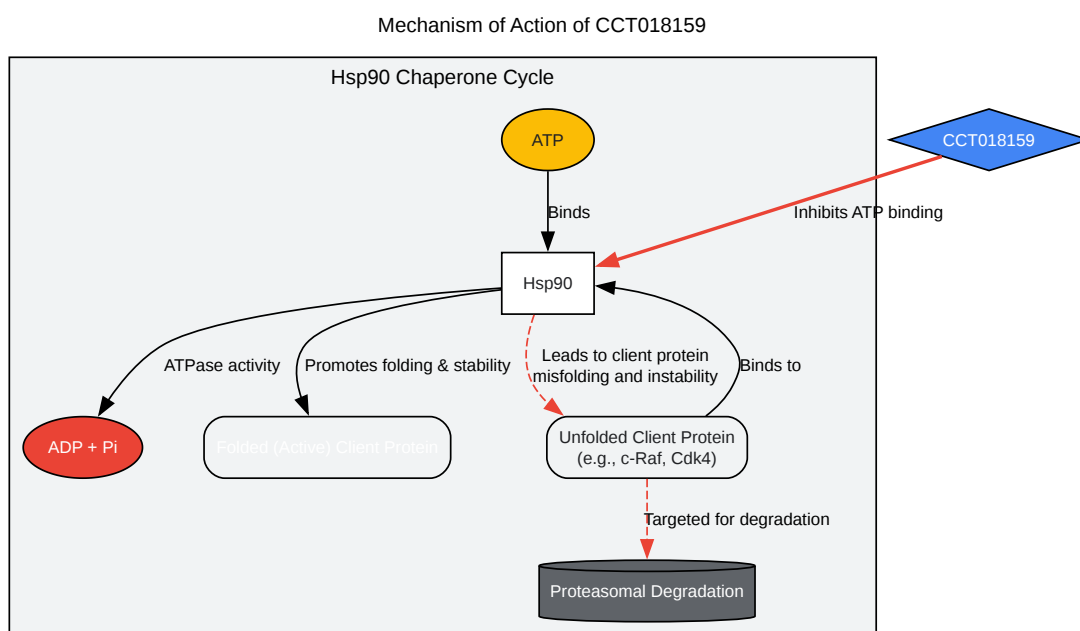 Mechanism of Action of CCT018159
Hsp90 Chaperone Cycle
ATP
CCT018159
Binds
Inhibits ATP binding
Hsp90
ATPase activity
Promotes folding & stability
Leads to client protein
misfolding and instability
Binds to
ADP + Pi
Folded (Active) Client Protein
Unfolded Client Protein
(e.g., c-Raf, Cdk4)
Targeted for degradation
Proteasomal Degradation